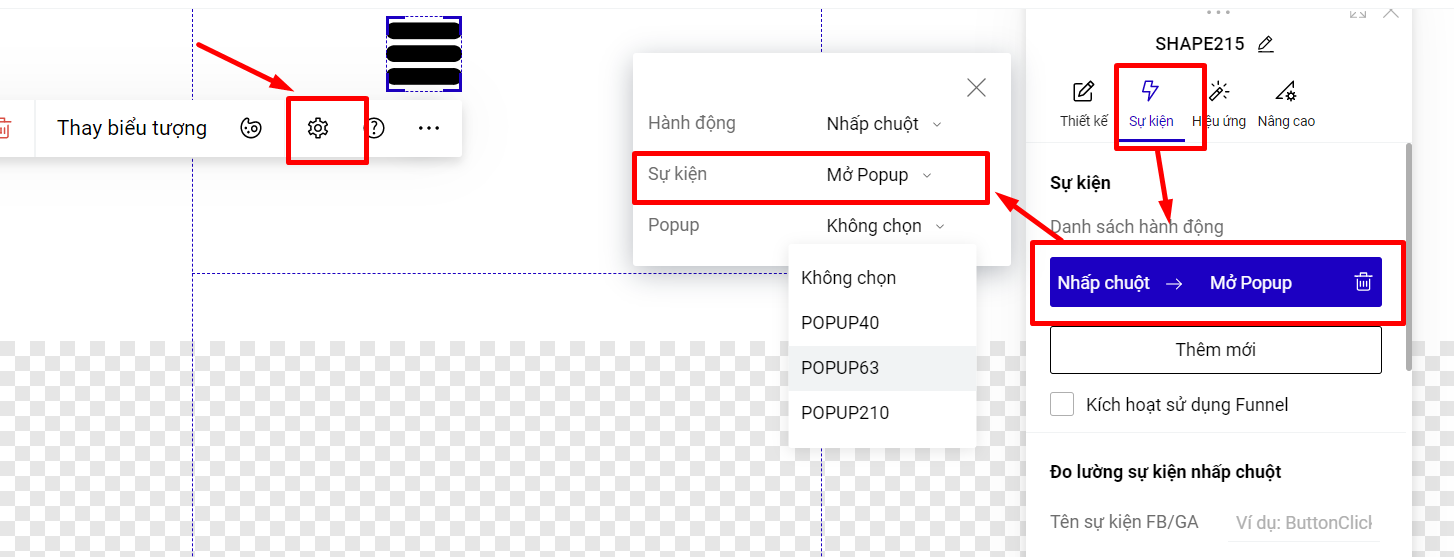 SHAPE215
Thiết kế
Sự kiện
Hiệu ứng
Nâng cao
Thay biểu tượng
Hành động
Nhấp chuột
Sự kiện
Mở Popup
Popup
Không chọn
Không chọn
POPUP40
POPUP63
POPUP210
Sự kiện
Danh sách hành động
Nhấp chuột → Mở Popup
Thêm mới
Kích hoạt sử dụng Funnel
Đo lường sự kiện nhấp chuột
Tên sự kiện FB/GA
Ví dụ: ButtonClick